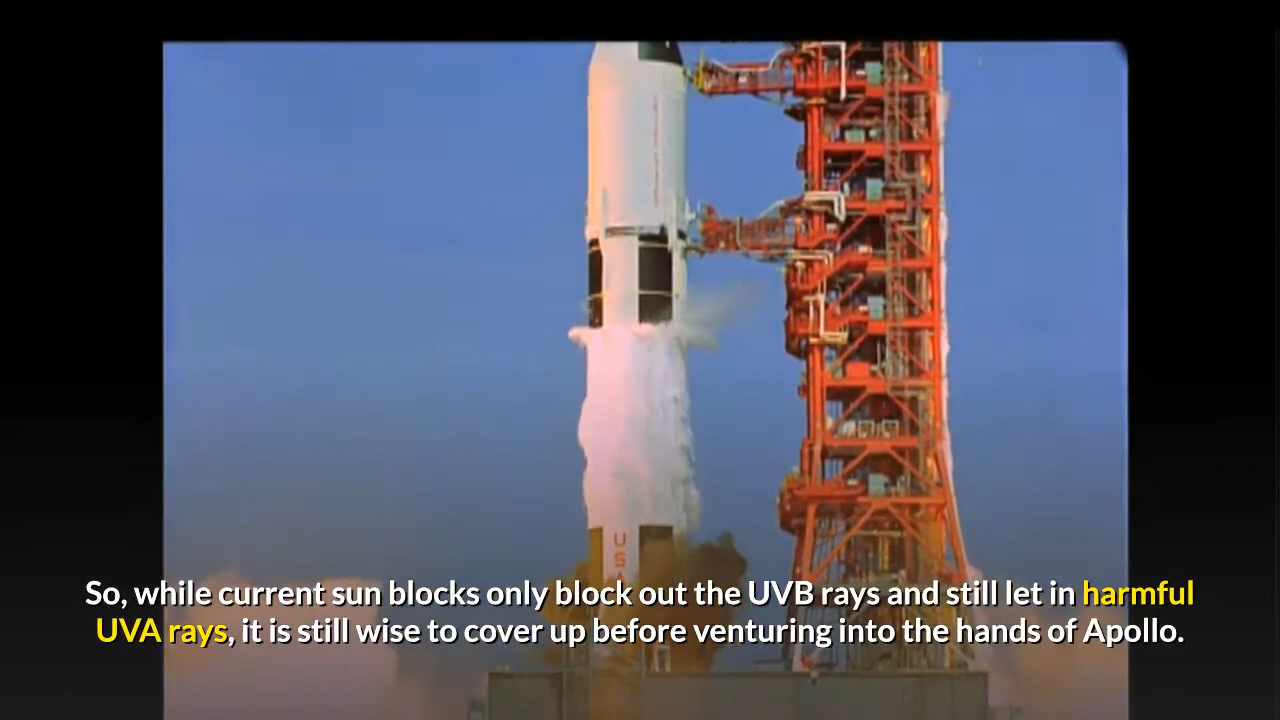 USA
So, while current sun blocks only block out the UVB rays and still let in harmful
UVA rays, it is still wise to cover up before venturing into the hands of Apollo.